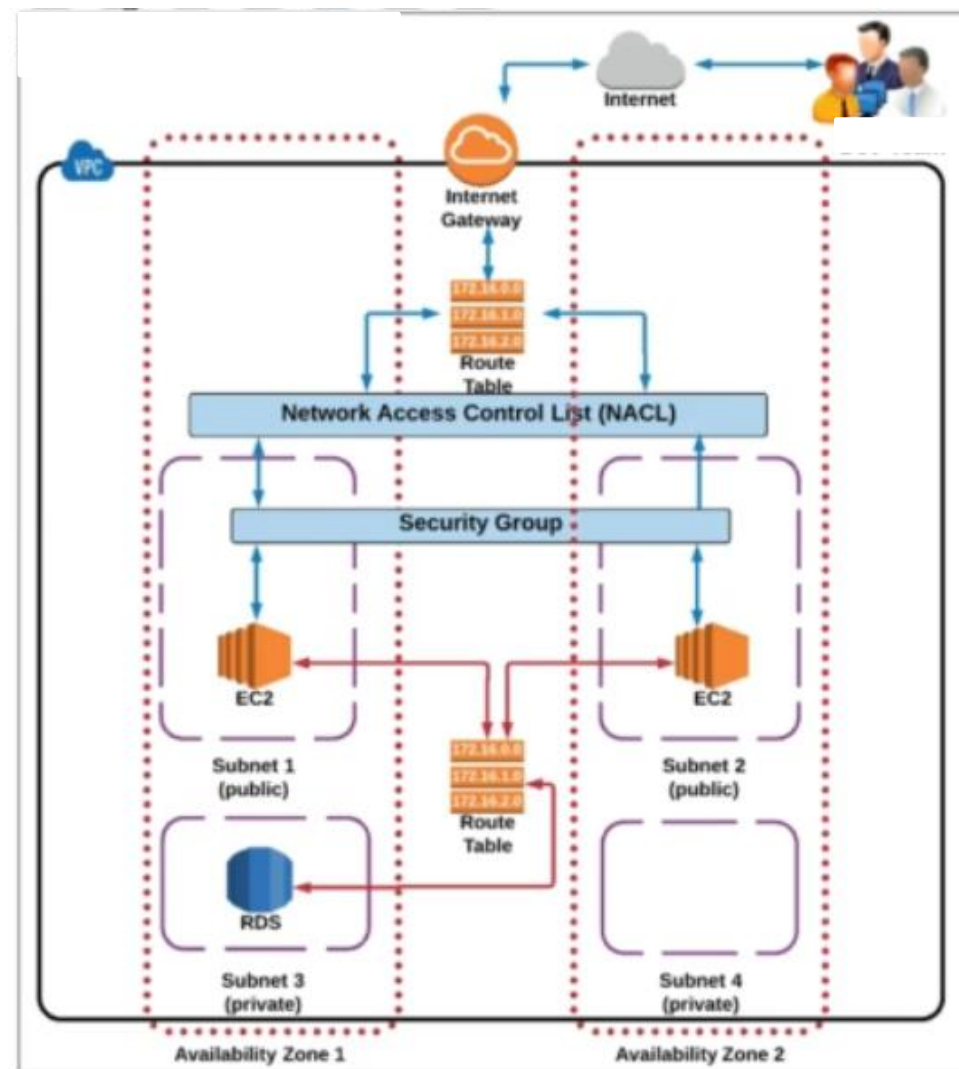 Internet
VPC
Internet
Gateway
172.16.0.0
172.16.1.0
172.16.2.0
Route
Table
Network Access Control List (NACL)
Security Group
EC2
EC2
Subnet 1
(public)
Subnet 2
(public)
172.16.0.0
172.16.1.0
172.16.2.0
Route
Table
RDS
Subnet 3
(private)
Subnet 4
(private)
Availability Zone 1
Availability Zone 2